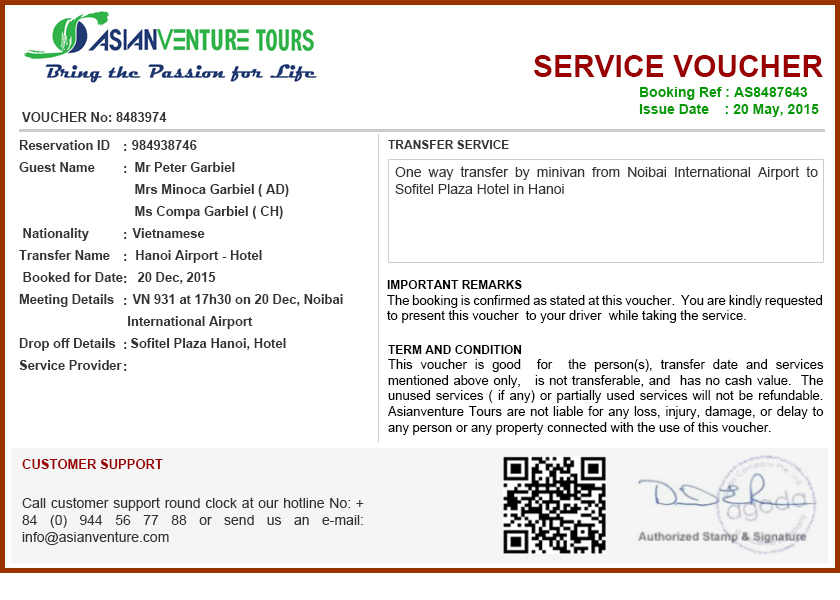 ASIANVENTURE TOURS
Bring the Passion for Life
SERVICE VOUCHER
Booking Ref : AS8487643
Issue Date : 20 May, 2015
VOUCHER No: 8483974
Reservation ID : 984938746
Guest Name : Mr Peter Garbiel
Mrs Minoca Garbiel ( AD)
Ms Compa Garbiel ( CH)
Nationality : Vietnamese
Transfer Name : Hanoi Airport - Hotel
Booked for Date: 20 Dec, 2015
Meeting Details : VN 931 at 17h30 on 20 Dec, Noibai
International Airport
Drop off Details : Sofitel Plaza Hanoi, Hotel
Service Provider :
TRANSFER SERVICE
One way transfer by minivan from Noibai International Airport to
Sofitel Plaza Hotel in Hanoi
IMPORTANT REMARKS
The booking is confirmed as stated at this voucher. You are kindly requested
to present this voucher to your driver while taking the service.
TERM AND CONDITION
This voucher is good for the person(s), transfer date and services
mentioned above only, is not transferable, and has no cash value. The
unused services ( if any) or partially used services will not be refundable.
Asianventure Tours are not liable for any loss, injury, damage, or delay to
any person or any property connected with the use of this voucher.
CUSTOMER SUPPORT
Call customer support round clock at our hotline No: +
84 (0) 944 56 77 88 or send us an e-mail:
info@asianventure.com
agoda
Authorized Stamp & Signature